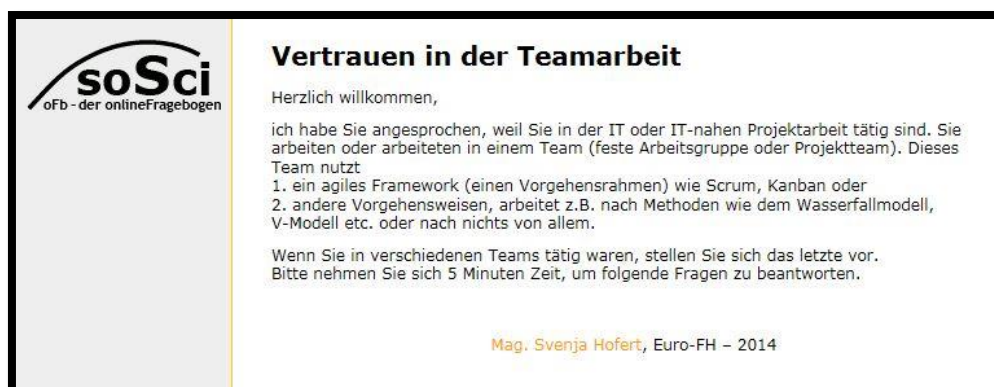 soSci
oFb - der onlineFragebogen
Vertrauen in der Teamarbeit
Herzlich willkommen,
ich habe Sie angesprochen, weil Sie in der IT oder IT-nahen Projektarbeit tätig sind. Sie
arbeiten oder arbeiteten in einem Team (feste Arbeitsgruppe oder Projektteam). Dieses
Team nutzt
1. ein agiles Framework (einen Vorgehensrahmen) wie Scrum, Kanban oder
2. andere Vorgehensweisen, arbeitet z.B. nach Methoden wie dem Wasserfallmodell,
V-Modell etc. oder nach nichts von allem.
Wenn Sie in verschiedenen Teams tätig waren, stellen Sie sich das letzte vor.
Bitte nehmen Sie sich 5 Minuten Zeit, um folgende Fragen zu beantworten.
Mag. Svenja Hofert, Euro-FH – 2014